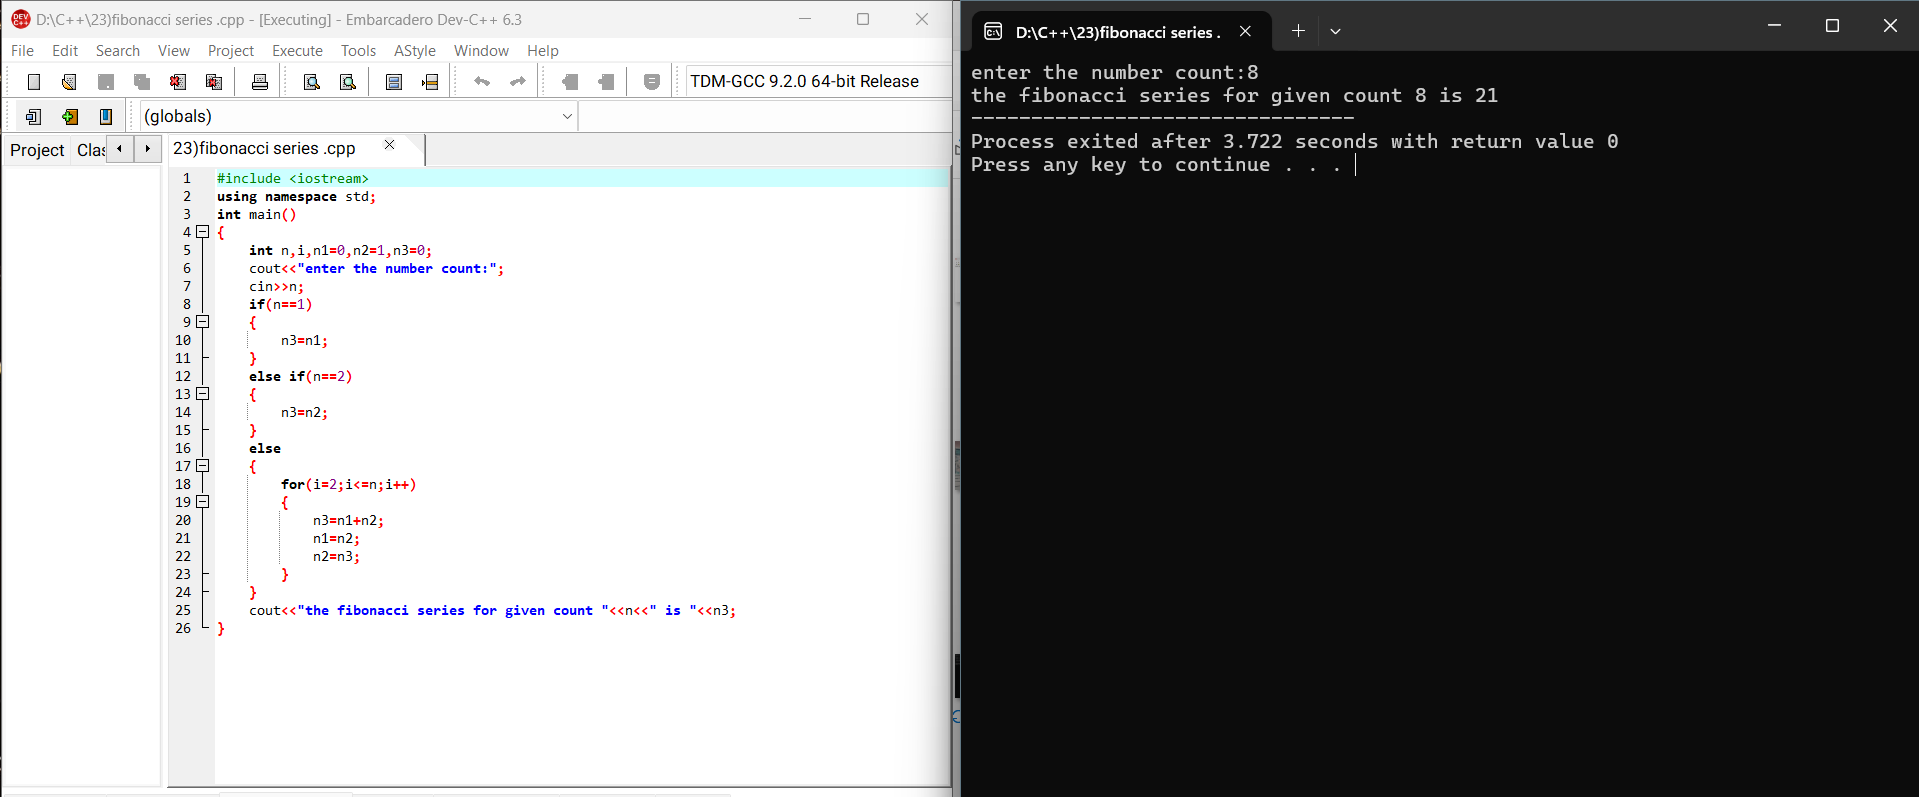 D:\C++\23)fibonacci series .cpp - [Executing] - Embarcadero Dev-C++ 6.3
File Edit Search View Project Execute Tools AStyle Window Help
TDM-GCC 9.2.0 64-bit Release
(globals)
Project Clas
23)fibonacci series .cpp
1 #include <iostream>
2 using namespace std;
3 int main()
4 {
5 int n,i,n1=0,n2=1,n3=0;
6 cout<<"enter the number count:";
7 cin>>n;
8 if(n==1)
9 {
10 n3=n1;
11 }
12 else if(n==2)
13 {
14 n3=n2;
15 }
16 else
17 {
18 for(i=2;i<=n;i++)
19 {
20 n3=n1+n2;
21 n1=n2;
22 n2=n3;
23 }
24 }
25 cout<<"the fibonacci series for given count "<<n<<" is "<<n3;
26 }
D:\C++\23)fibonacci series .
enter the number count:8
the fibonacci series for given count 8 is 21
--------------------------------
Process exited after 3.722 seconds with return value 0
Press any key to continue . . .